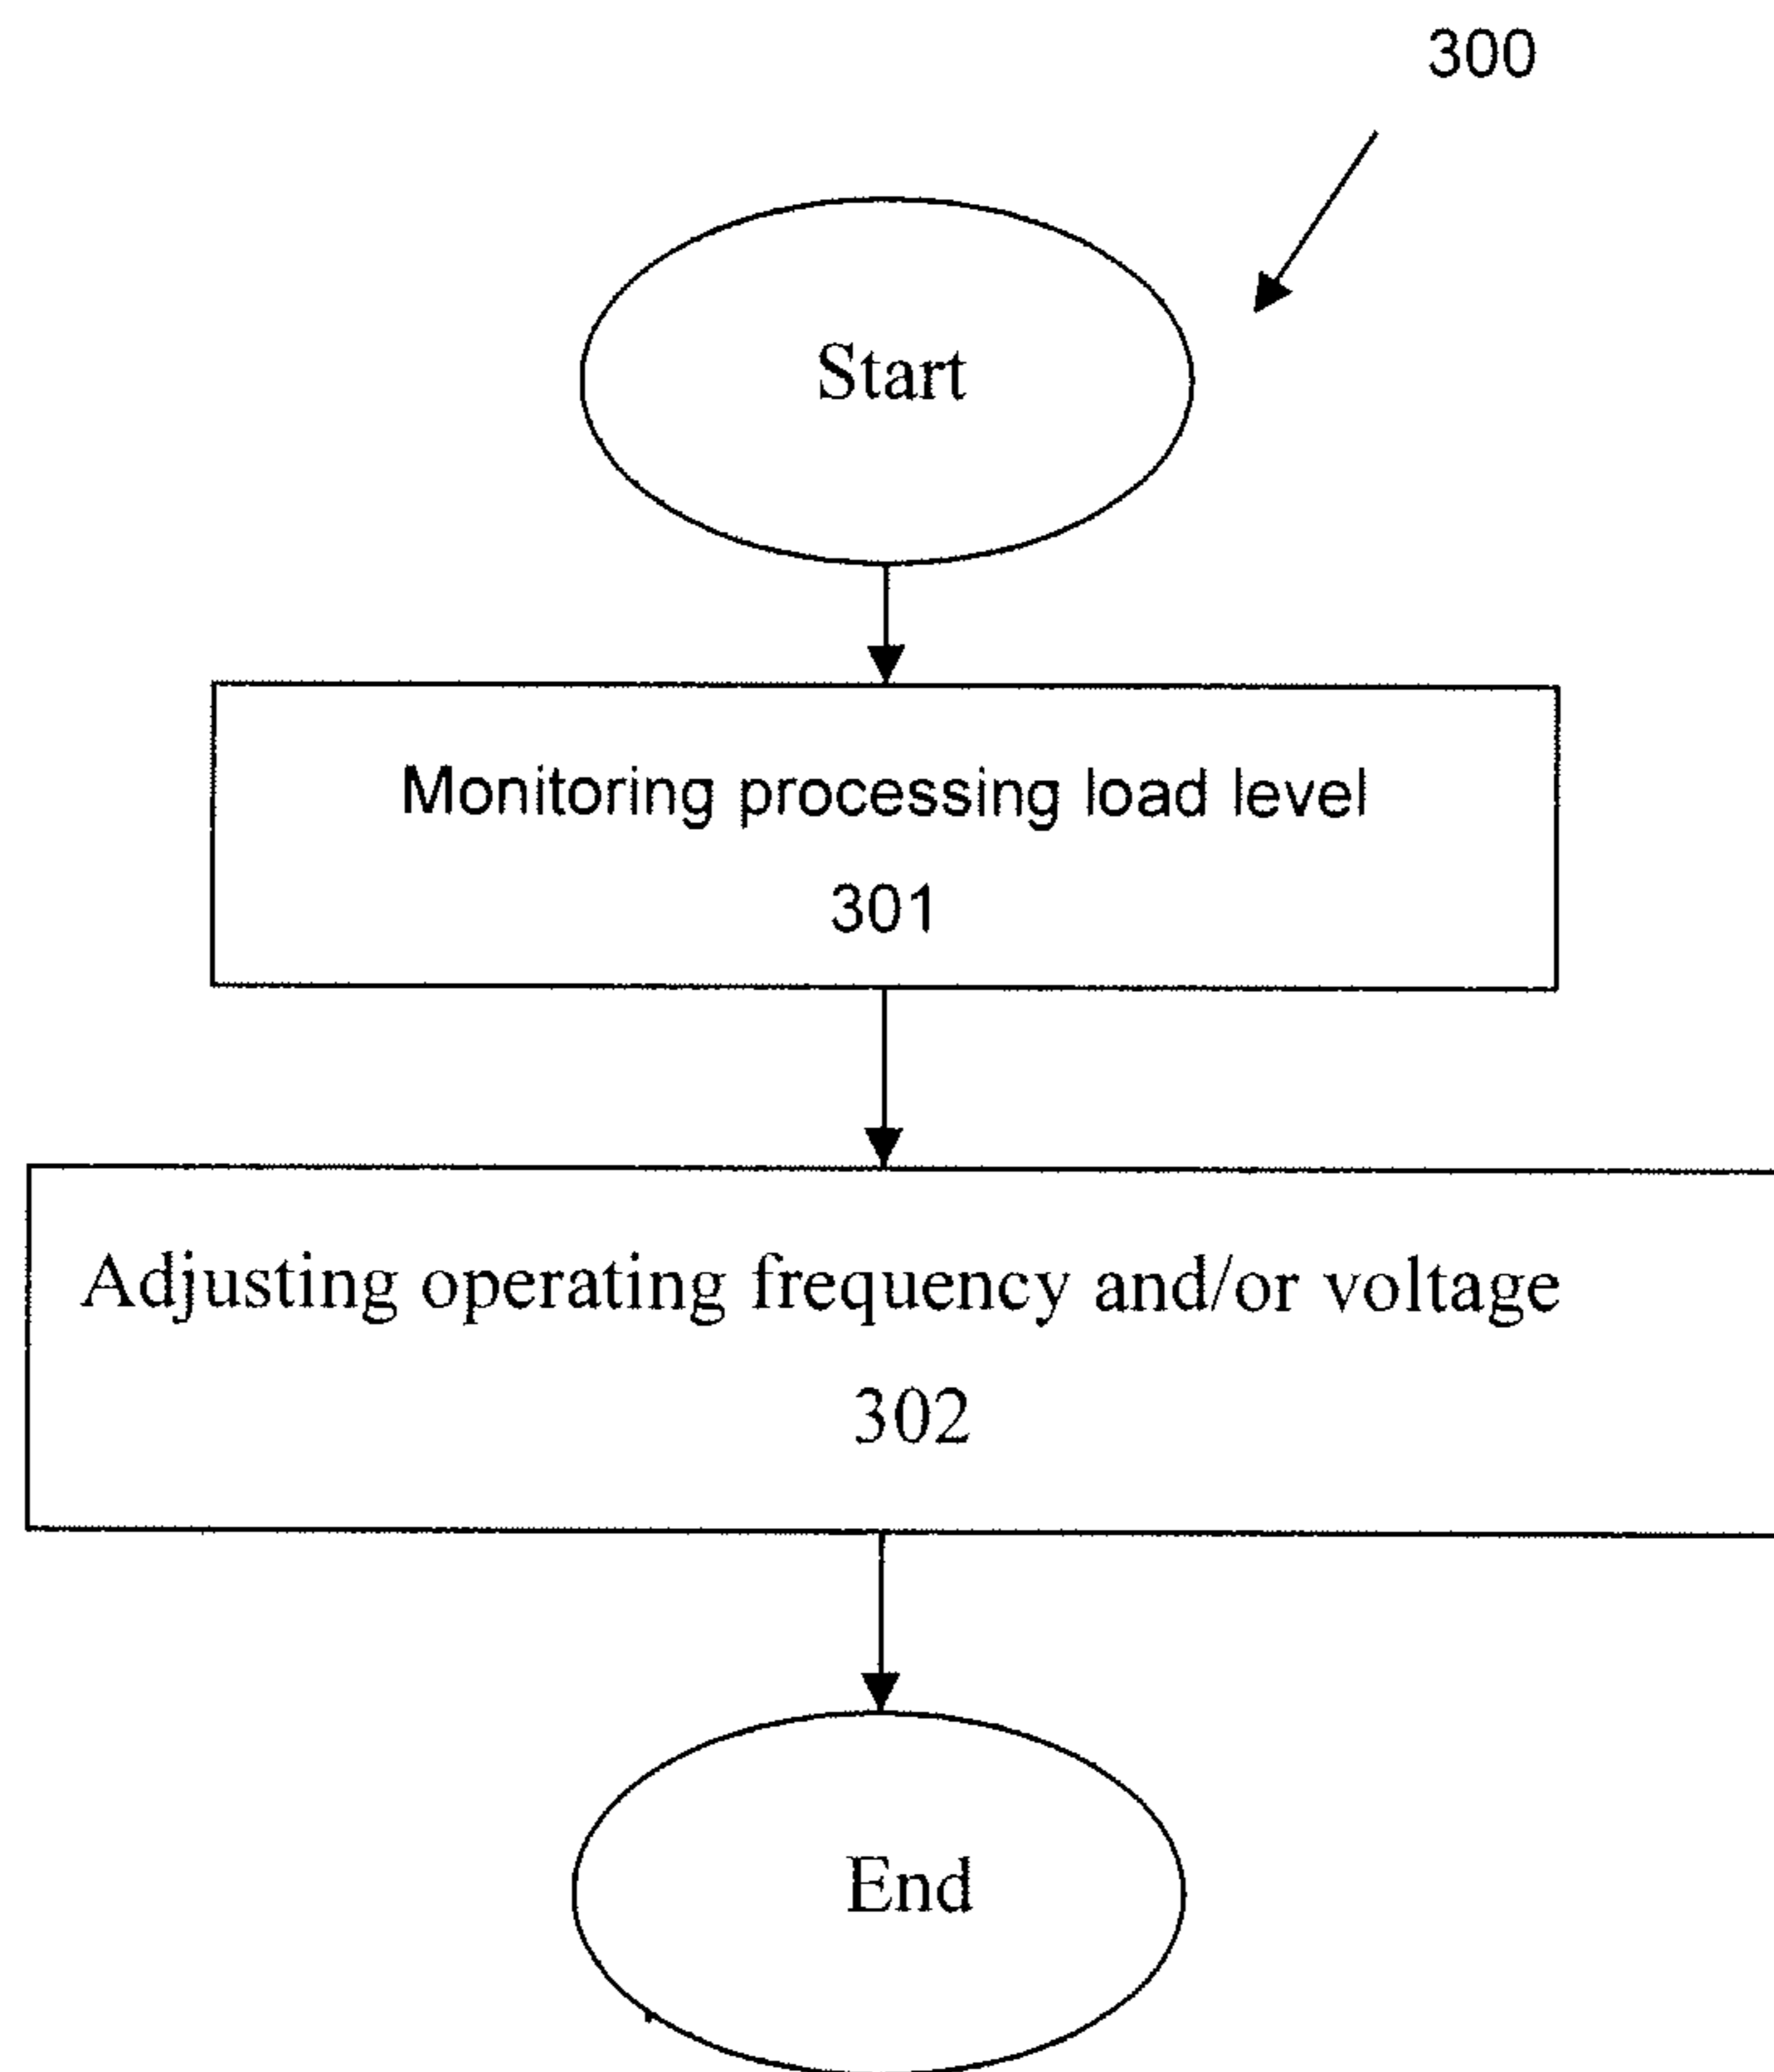 300
Start
Monitoring processing load level
301
Adjusting operating frequency and/or voltage
302
End